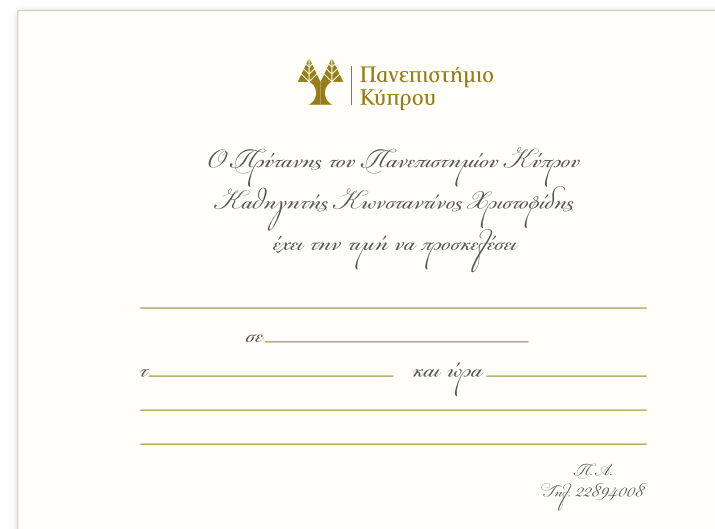 Πανεπιστήμιο
Κύπρου
Ο Πρύτανης του Πανεπιστημίου Κύπρου
Καθηγητής Κωνσταντίνος Χριστοφίδης
έχει την τιμή να προσκαλέσει
σε
τ
και ώρα
Π.Α.
Τηλ. 22894008